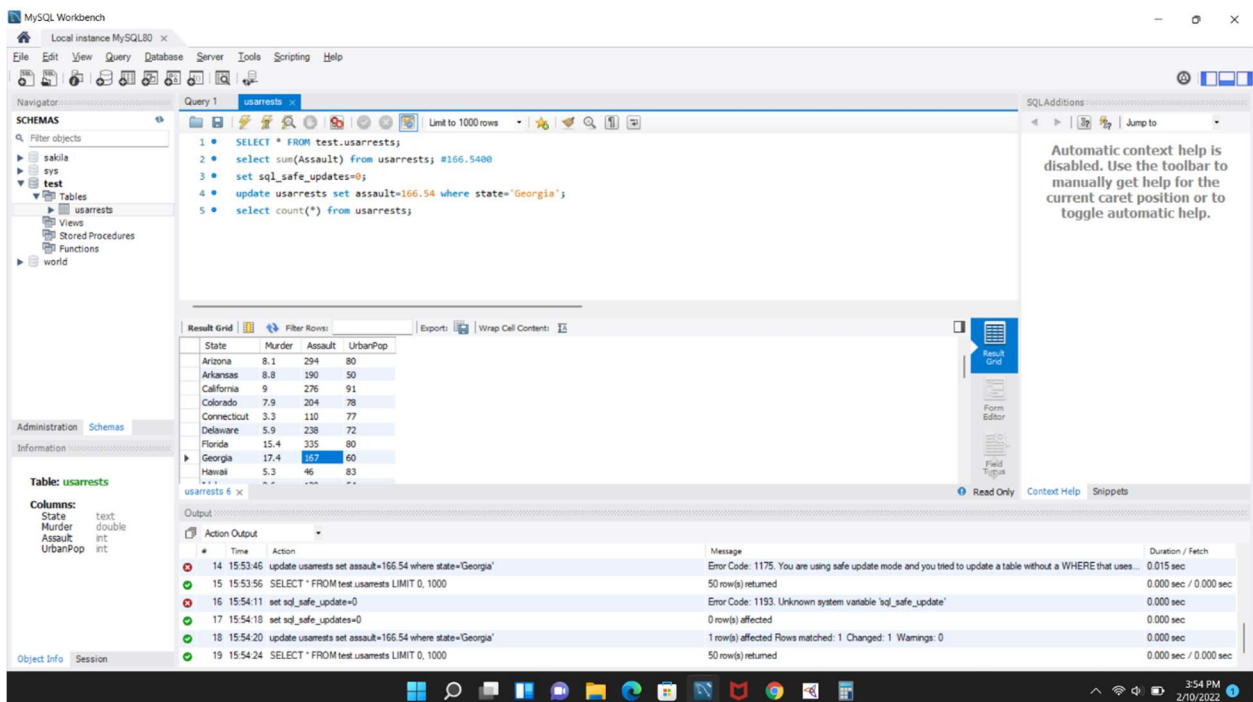 MySQL Workbench
Local instance MySQL80 ×
File Edit View Query Database Server Tools Scripting Help
Navigator
SCHEMAS
Filter objects
sakila
sys
test
Tables
usarrests
Views
Stored Procedures
Functions
world
Administration Schemas
Information
Table: usarrests
Columns:
State text
Murder double
Assault int
UrbanPop int
Object Info Session
Query 1 usarrests ×
Limit to 1000 rows
1 SELECT * FROM test.usarrests;
2 select sum(Assault) from usarrests; #166.5400
3 set sql_safe_updates=0;
4 update usarrests set assault=166.54 where state='Georgia';
5 select count(*) from usarrests;
Result Grid Filter Rows: Export: Wrap Cell Content:
State Murder Assault UrbanPop
Arizona 8.1 294 80
Arkansas 8.8 190 50
California 9 276 91
Colorado 7.9 204 78
Connecticut 3.3 110 77
Delaware 5.9 238 72
Florida 15.4 335 80
Georgia 17.4 167 60
Hawaii 5.3 46 83
Result
Grid
Form
Editor
Field
usarrests 6 ×
Read Only
SQLAdditions
Jump to
Automatic context help is
disabled. Use the toolbar to
manually get help for the
current caret position or to
toggle automatic help.
Context Help Snippets
Output
Action Output
# Time Action Message Duration / Fetch
14 15:53:46 update usarrests set assault=166.54 where state='Georgia' Error Code: 1175. You are using safe update mode and you tried to update a table without a WHERE that uses... 0.015 sec
15 15:53:56 SELECT * FROM test.usarrests LIMIT 0, 1000 50 row(s) returned 0.000 sec / 0.000 sec
16 15:54:11 set sql_safe_update=0 Error Code: 1193. Unknown system variable 'sql_safe_update' 0.000 sec
17 15:54:18 set sql_safe_updates=0 0 row(s) affected 0.000 sec
18 15:54:20 update usarrests set assault=166.54 where state='Georgia' 1 row(s) affected Rows matched: 1 Changed: 1 Warnings: 0 0.000 sec
19 15:54:24 SELECT * FROM test.usarrests LIMIT 0, 1000 50 row(s) returned 0.000 sec / 0.000 sec
3:54 PM
2/10/2022
1